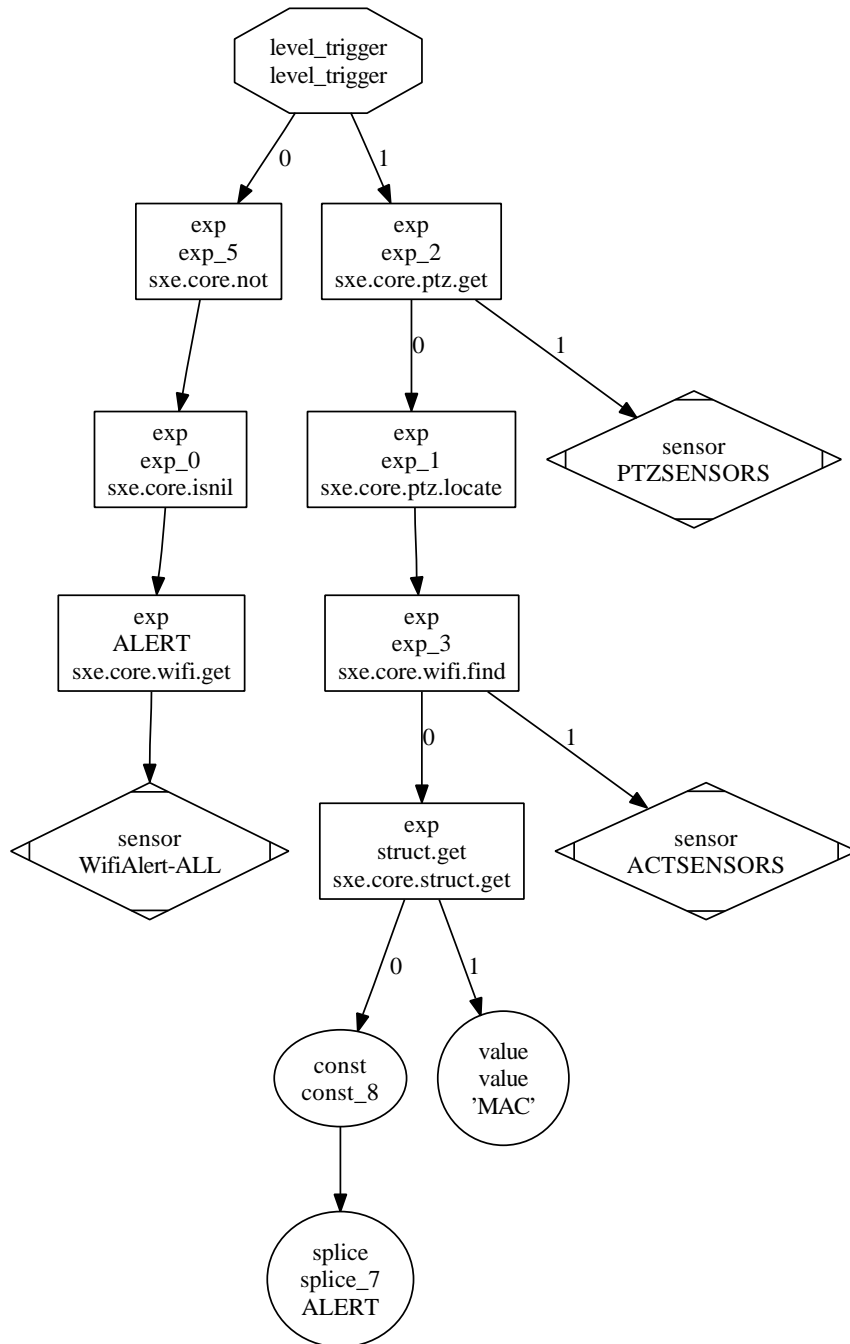 level_trigger
level_trigger
0
1
exp
exp_5
sxe.core.not
exp
exp_2
sxe.core.ptz.get
0
1
exp
exp_0
sxe.core.isnil
exp
exp_1
sxe.core.ptz.locate
sensor
PTZSENSORS
exp
ALERT
sxe.core.wifi.get
exp
exp_3
sxe.core.wifi.find
0
1
sensor
WifiAlert-ALL
exp
struct.get
sxe.core.struct.get
sensor
ACTSENSORS
0
1
const
const_8
value
value
’MAC’
splice
splice_7
ALERT